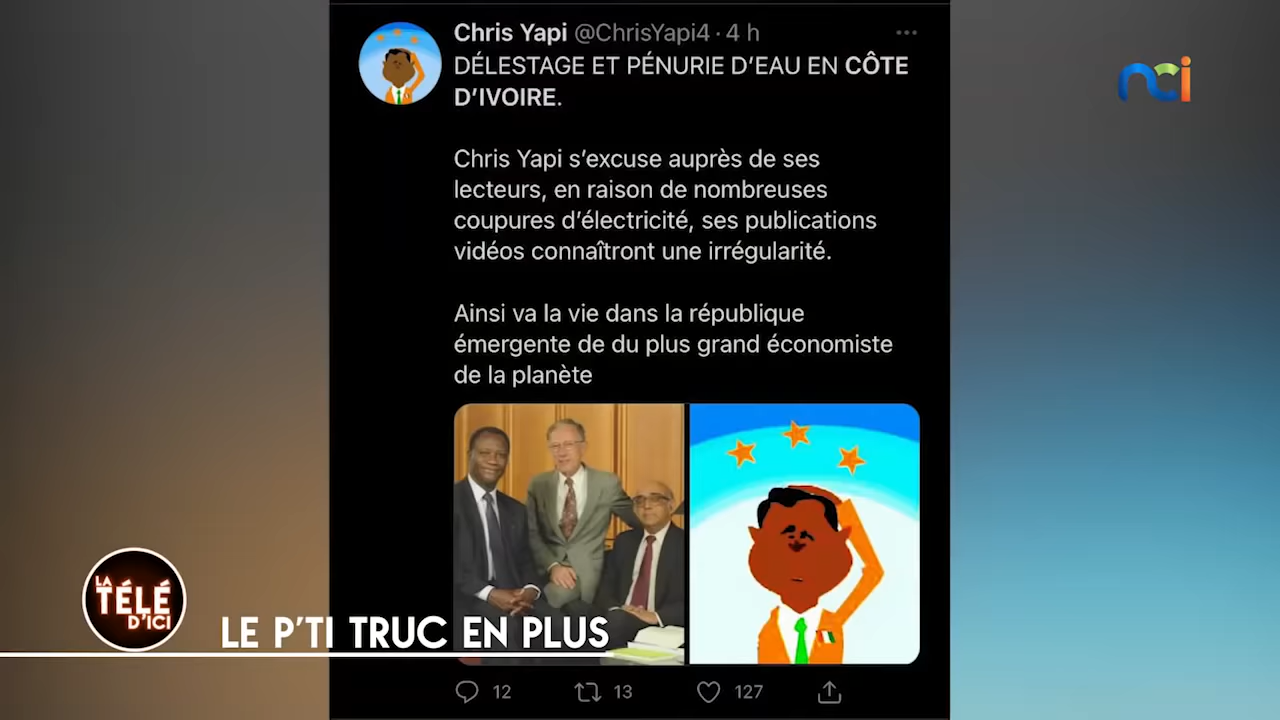 Chris Yapi @ChrisYapi4 · 4 h
DÉLESTAGE ET PÉNURIE D'EAU EN CÔTE
D'IVOIRE.
Chris Yapi s'excuse auprès de ses
lecteurs, en raison de nombreuses
coupures d'électricité, ses publications
vidéos connaîtront une irrégularité.
Ainsi va la vie dans la république
émergente de du plus grand économiste
de la planète
12 13 127
nci
LA
TÉLÉ
D'ICI
LE P'TI TRUC EN PLUS